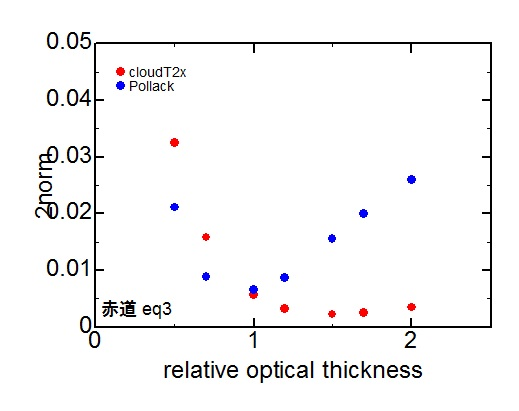 0.05
cloudT2x
Pollack
0.04
0.03
2norm
0.02
0.01
赤道 eq3
0
0
1
2
relative optical thickness